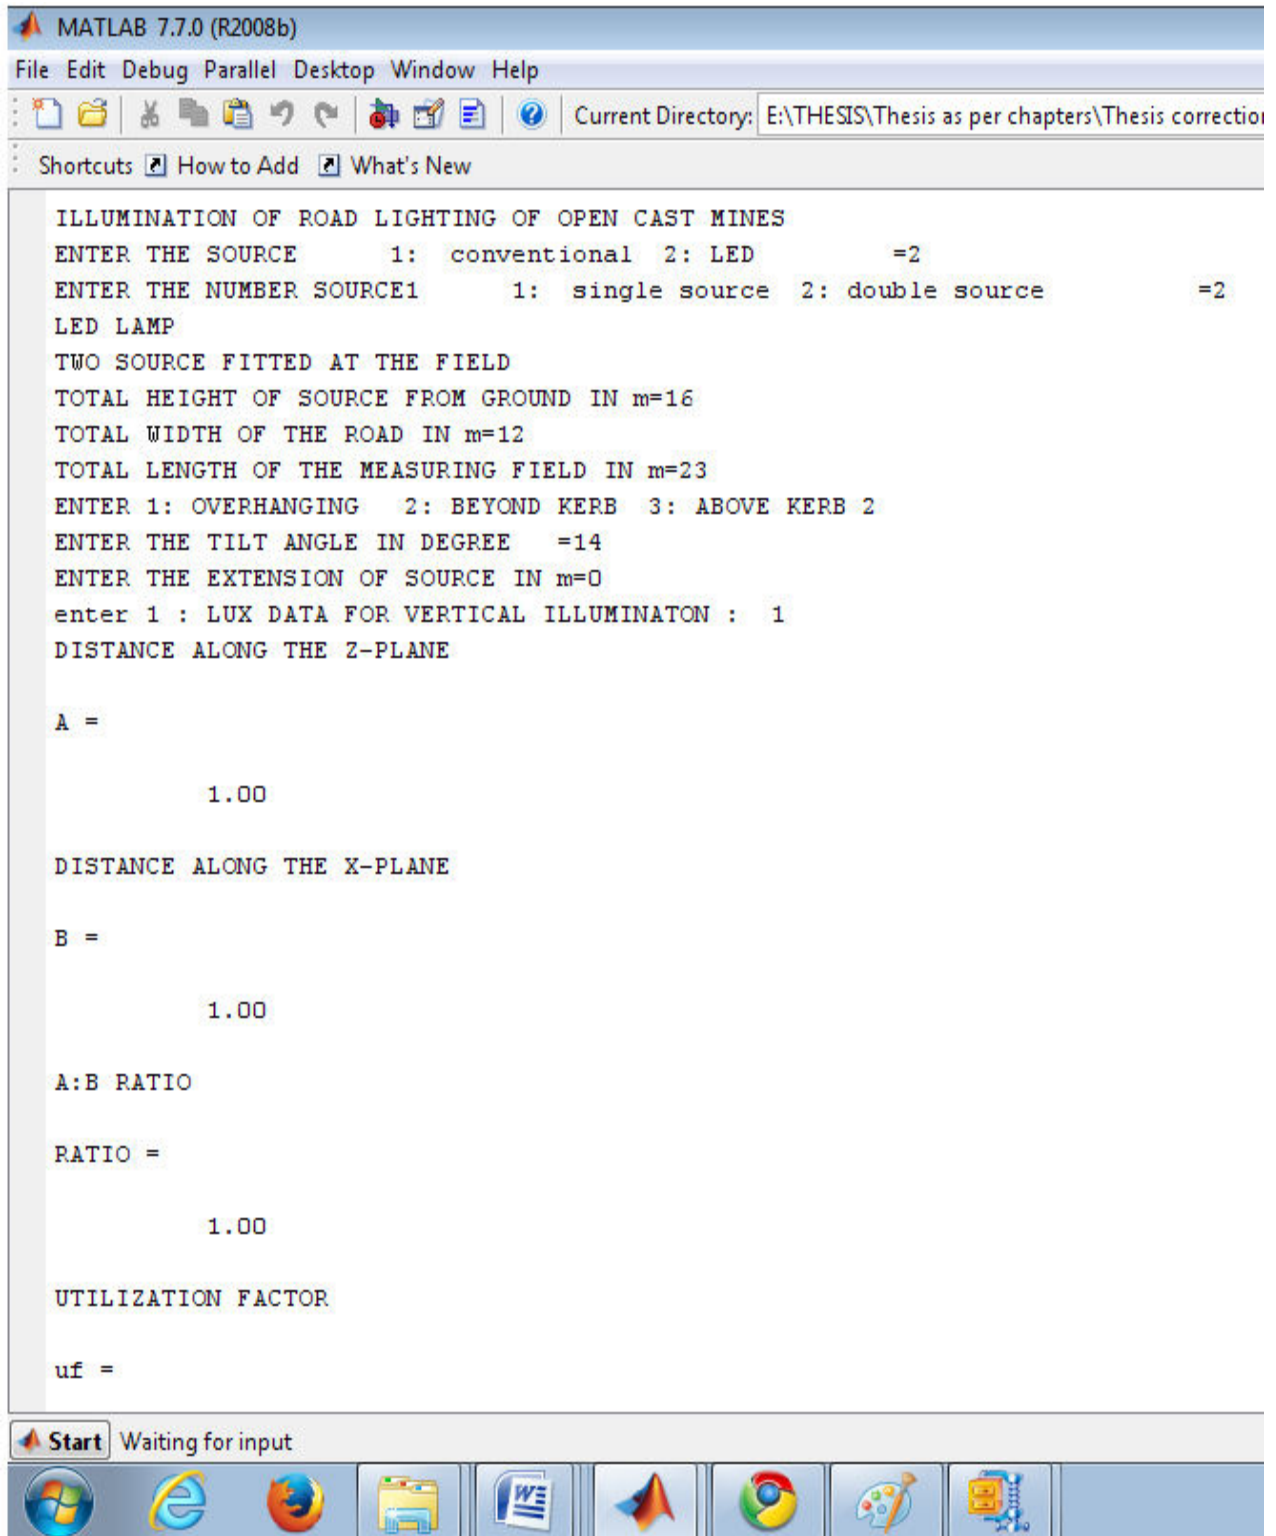 MATLAB 7.7.0 (R2008b)
File Edit Debug Parallel Desktop Window Help
Current Directory: E:\THESIS\Thesis as per chapters\Thesis correction
Shortcuts How to Add What's New
ILLUMINATION OF ROAD LIGHTING OF OPEN CAST MINES
ENTER THE SOURCE 1: conventional 2: LED =2
ENTER THE NUMBER SOURCE1 1: single source 2: double source =2
LED LAMP
TWO SOURCE FITTED AT THE FIELD
TOTAL HEIGHT OF SOURCE FROM GROUND IN m=16
TOTAL WIDTH OF THE ROAD IN m=12
TOTAL LENGTH OF THE MEASURING FIELD IN m=23
ENTER 1: OVERHANGING 2: BEYOND KERB 3: ABOVE KERB 2
ENTER THE TILT ANGLE IN DEGREE =14
ENTER THE EXTENSION OF SOURCE IN m=0
enter 1 : LUX DATA FOR VERTICAL ILLUMINATON : 1
DISTANCE ALONG THE Z-PLANE
A =
1.00
DISTANCE ALONG THE X-PLANE
B =
1.00
A:B RATIO
RATIO =
1.00
UTILIZATION FACTOR
uf =
Start Waiting for input